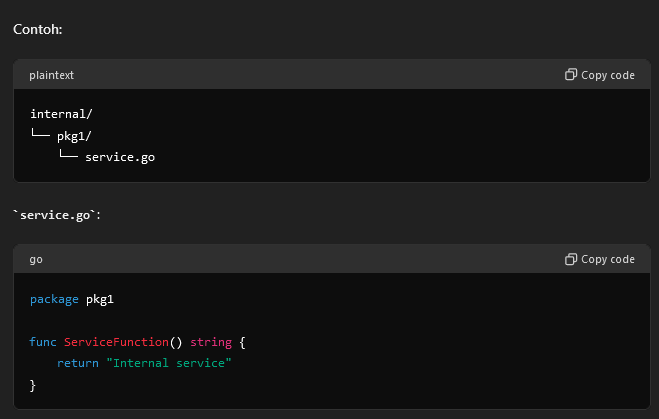 Contoh:
plaintext
Copy code
internal/
└── pkg1/
    └── service.go
`service.go`:
go
Copy code
package pkg1
func ServiceFunction() string {
    return "Internal service"
}